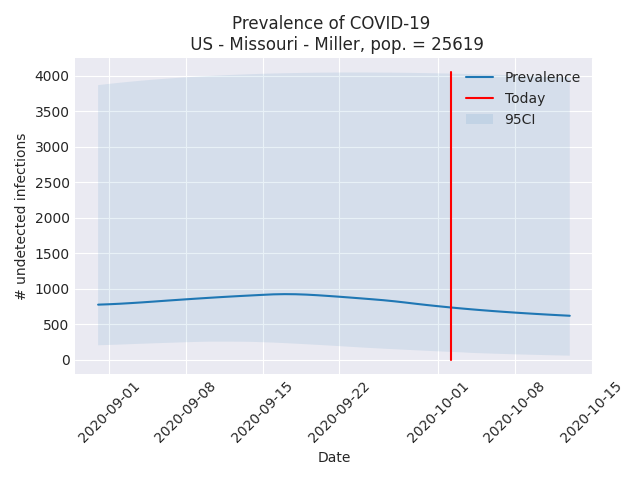 Prevalence of COVID-19
US - Missouri - Miller, pop. = 25619
Prevalence
Today
95CI
# undetected infections
4000
3500
3000
2500
2000
1500
1000
500
0
2020-09-01
2020-09-08
2020-09-15
2020-09-22
2020-10-01
2020-10-08
2020-10-15
Date